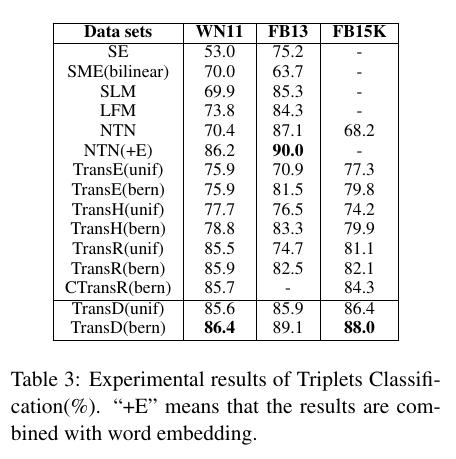 Data sets WN11 FB13 FB15K
SE 53.0 75.2 -
SME(bilinear) 70.0 63.7 -
SLM 69.9 85.3 -
LFM 73.8 84.3 -
NTN 70.4 87.1 68.2
NTN(+E) 86.2 90.0 -
TransE(unif) 75.9 70.9 77.3
TransE(bern) 75.9 81.5 79.8
TransH(unif) 77.7 76.5 74.2
TransH(bern) 78.8 83.3 79.9
TransR(unif) 85.5 74.7 81.1
TransR(bern) 85.9 82.5 82.1
CTransR(bern) 85.7 - 84.3
TransD(unif) 85.6 85.9 86.4
TransD(bern) 86.4 89.1 88.0
Table 3: Experimental results of Triplets Classifi-
cation(%). “+E” means that the results are com-
bined with word embedding.